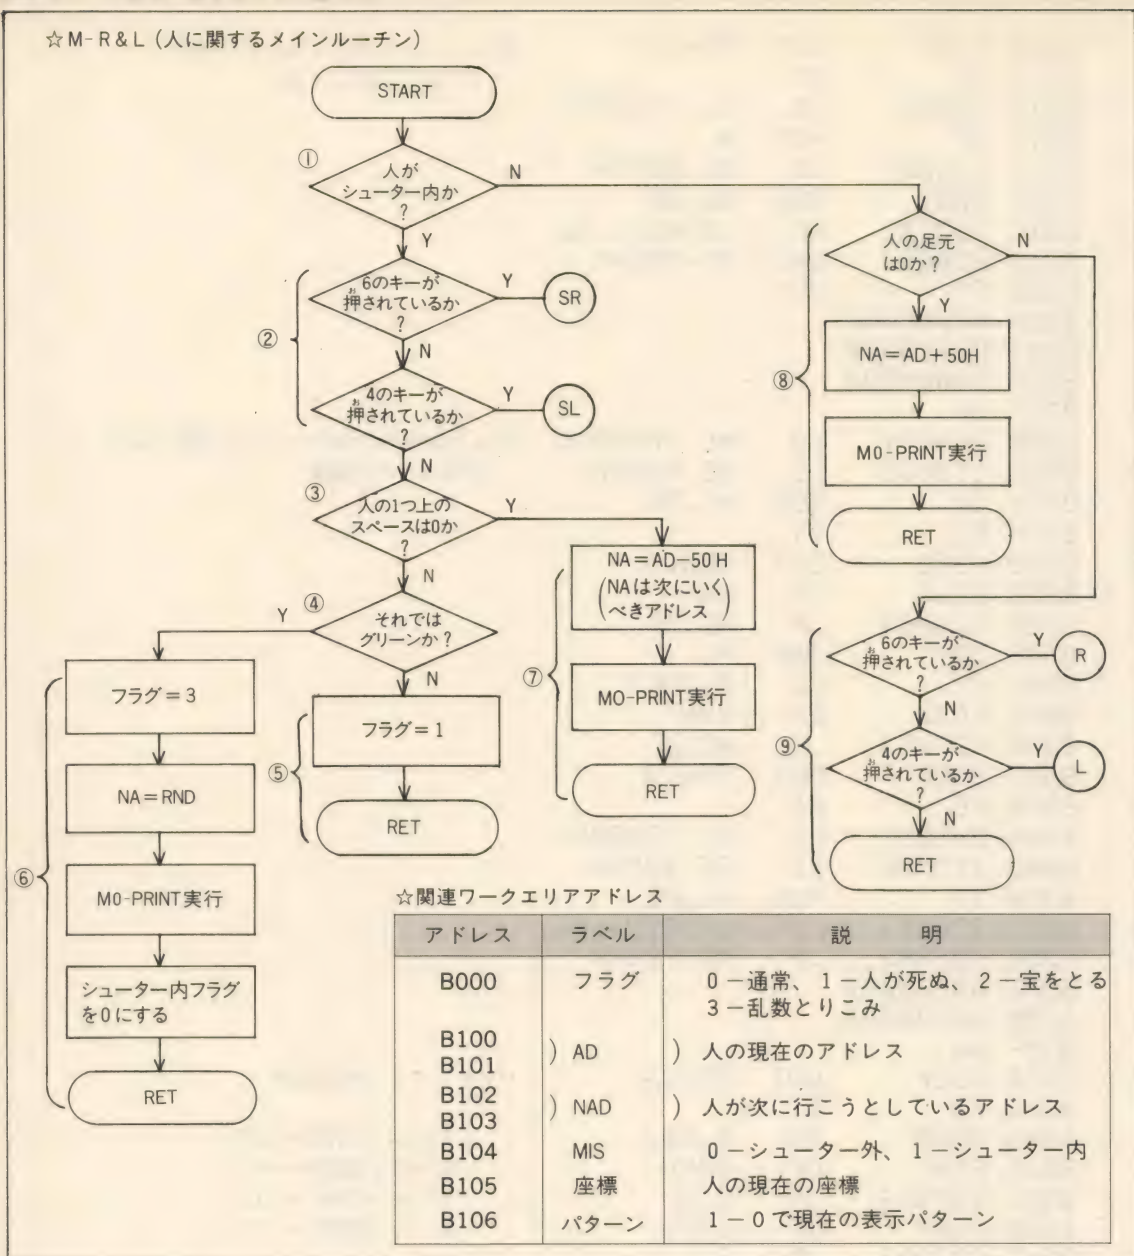 ☆M-R&L (人に関するメインルーチン)
START
①
人が
シューター内か
?
N
Y
②
6のキーが
押されているか
お
?
Y
SR
N
4のキーが
押されているか
お
?
Y
SL
N
③
人の1つ上の
スペースは0か
?
Y
N
④
それでは
グリーンか?
Y
N
⑤
フラグ=1
RET
⑥
フラグ=3
NA=RND
M0-PRINT実行
シューター内フラグ
を0にする
RET
⑦
NA=AD-50H
(NAは次にいく
べきアドレス)
MO-PRINT実行
RET
⑧
人の足元
は0か?
N
Y
NA=AD+50H
M0-PRINT実行
RET
⑨
6のキーが
押されているか
お
?
Y
R
N
4のキーが
押されているか
お
?
Y
L
N
RET
☆関連ワークエリアアドレス
アドレス ラベル 説 明
B000 フラグ 0-通常、1-人が死ぬ、2-宝をとる
3-乱数とりこみ
B100
B101 ) AD ) 人の現在のアドレス
B102
B103 ) NAD ) 人が次に行こうとしているアドレス
B104 MIS 0-シューター外、1-シューター内
B105 座標 人の現在の座標
B106 パターン 1-0で現在の表示パターン